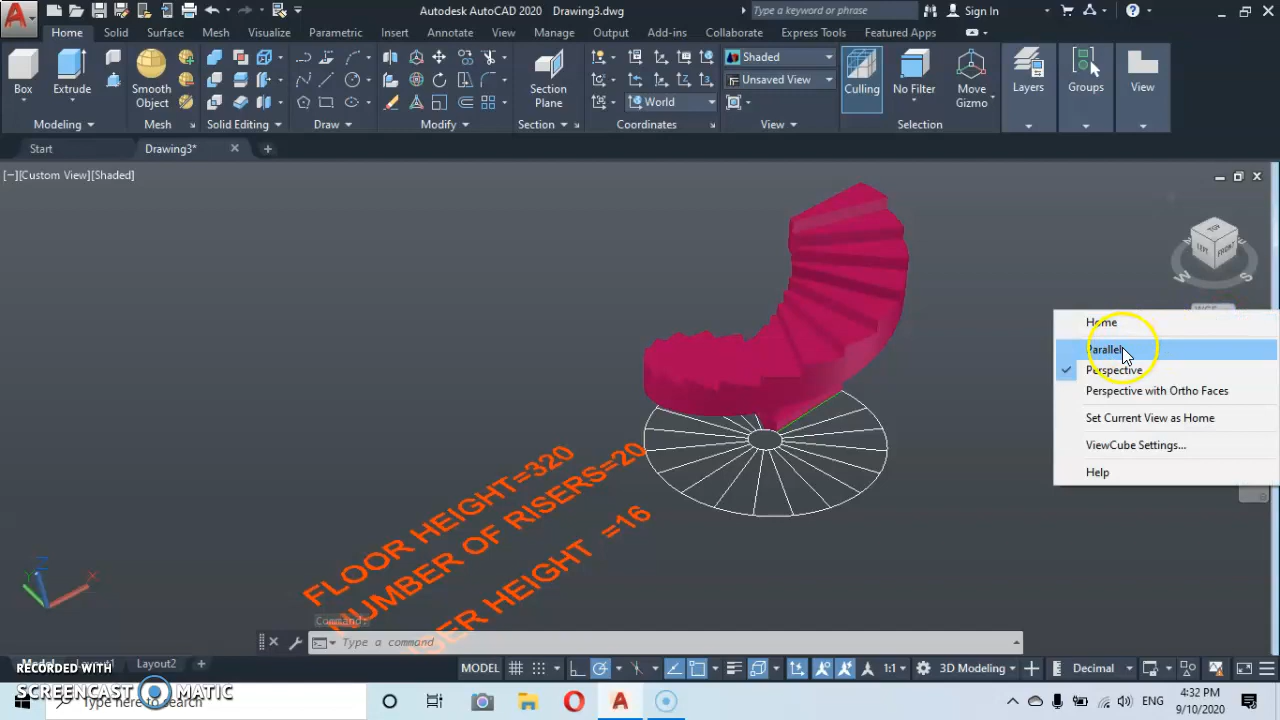 Autodesk AutoCAD 2020 Drawing3.dwg
Type a keyword or phrase
Sign In
Home Solid Surface Mesh Visualize Parametric Insert Annotate View Manage Output Add-ins Collaborate Express Tools Featured Apps
Box
Extrude
Smooth
Object
Section
Plane
Shaded
Unsaved View
World
Culling
No Filter
Move
Gizmo
Layers
Groups
View
Modeling
Mesh
Solid Editing
Draw
Modify
Section
Coordinates
View
Selection
Start
Drawing3*
[−][Custom View][Shaded]
TOP
LEFT
FRONT
W
S
Home
Parallel
Perspective
Perspective with Ortho Faces
Set Current View as Home
ViewCube Settings...
Help
FLOOR HEIGHT=320
NUMBER OF RISERS=20
SER HEIGHT =16
X
Z
Command:
Type a command
Layout2
MODEL
1:1
3D Modeling
Decimal
RECORDED WITH
SCREENCAST MATIC
Type here to search
ENG
4:32 PM
9/10/2020